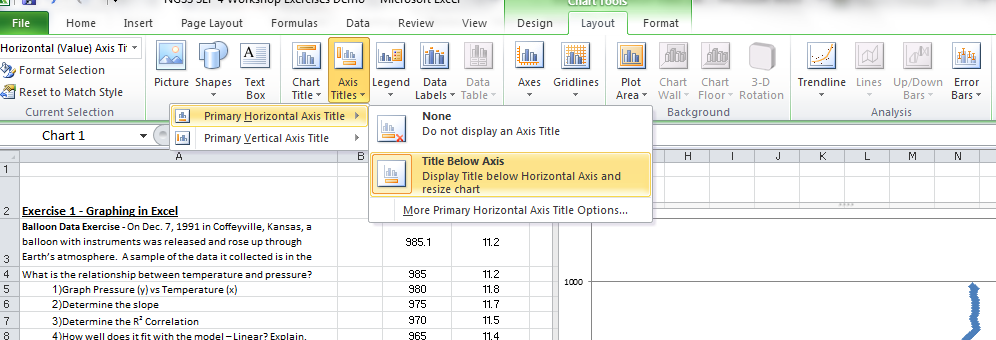 NGSS SEP 4 Workshop Exercises Demo - Microsoft Excel
Chart Tools
File Home Insert Page Layout Formulas Data Review View Design Layout Format
Horizontal (Value) Axis Ti
Format Selection
Reset to Match Style
Current Selection
Picture Shapes Text Box
Chart Title Axis Titles Legend Data Labels Data Table
Axes Gridlines
Plot Area Chart Wall Chart Floor 3-D Rotation
Background
Trendline Lines Up/Down Bars Error Bars
Analysis
Primary Horizontal Axis Title
Primary Vertical Axis Title
None
Do not display an Axis Title
Title Below Axis
Display Title below Horizontal Axis and
resize chart
More Primary Horizontal Axis Title Options...
Chart 1
A B H I J K L M N
1
2 Exercise 1 - Graphing in Excel
Balloon Data Exercise - On Dec. 7, 1991 in Coffeyville, Kansas, a
balloon with instruments was released and rose up through
3 Earth's atmosphere. A sample of the data it collected is in the
985.1 11.2
4 What is the relationship between temperature and pressure? 985 11.2
5 1)Graph Pressure (y) vs Temperature (x) 980 11.8
6 2)Determine the slope 975 11.7
7 3)Determine the R² Correlation 970 11.5
8 4)How well does it fit with the model – Linear? Explain. 965 11.4
1000